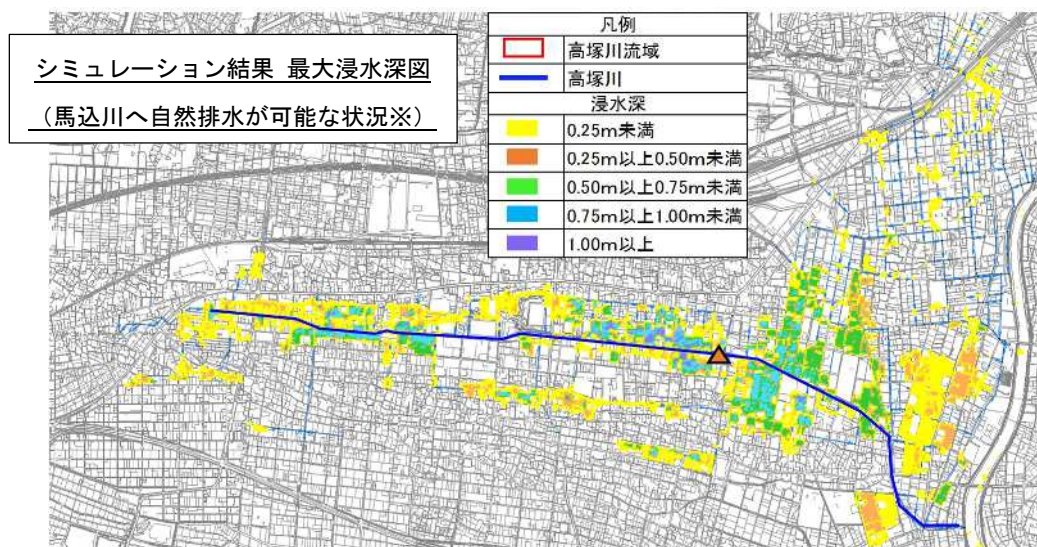 シミュレーション結果 最大浸水深図
(馬込川へ自然排水が可能な状況※)
凡例
高塚川流域
高塚川
浸水深
0.25m未満
0.25m以上0.50m未満
0.50m以上0.75m未満
0.75m以上1.00m未満
1.00m以上